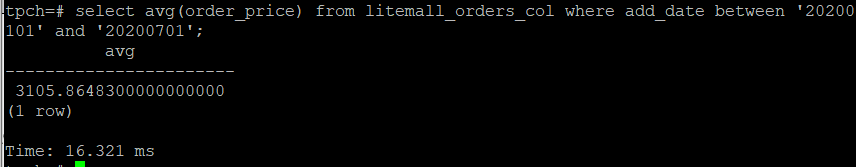 tpch=# select avg(order_price) from litemall_orders_col where add_date between '20200
101' and '20200701';
avg
-----------------------
3105.8648300000000000
(1 row)
Time: 16.321 ms